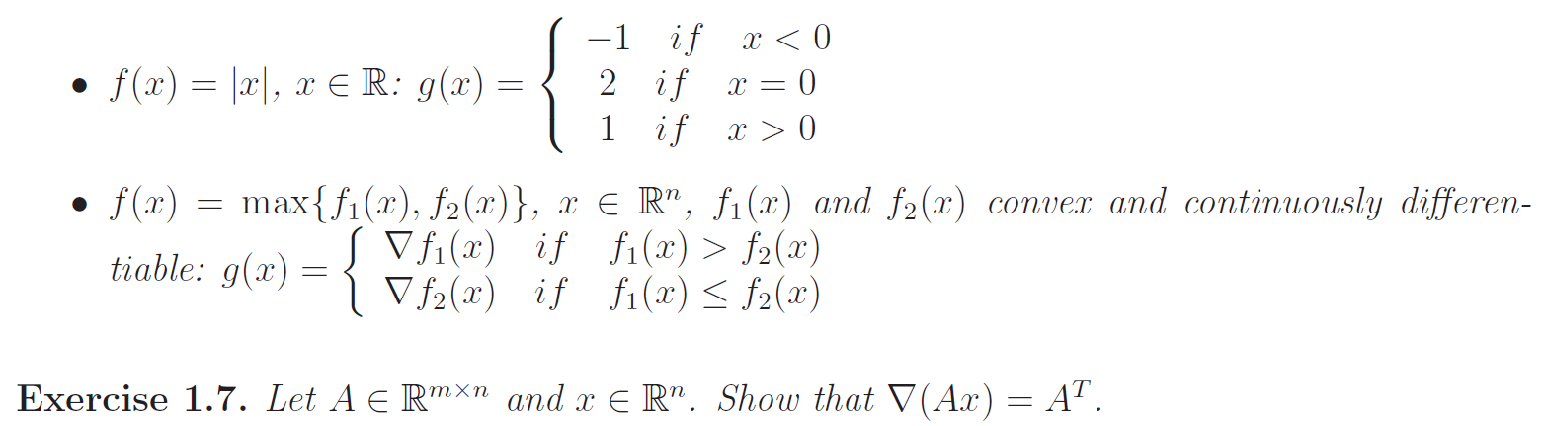 • f(x) = |x|, x ∈ ℝ: g(x) = { −1 if x < 0
2 if x = 0
1 if x > 0
• f(x) = max{f₁(x), f₂(x)}, x ∈ ℝⁿ, f₁(x) and f₂(x) convex and continuously differen-
tiable: g(x) = { ∇f₁(x) if f₁(x) > f₂(x)
∇f₂(x) if f₁(x) ≤ f₂(x)
Exercise 1.7. Let A ∈ ℝᵐˣⁿ and x ∈ ℝⁿ. Show that ∇(Ax) = Aᵀ.